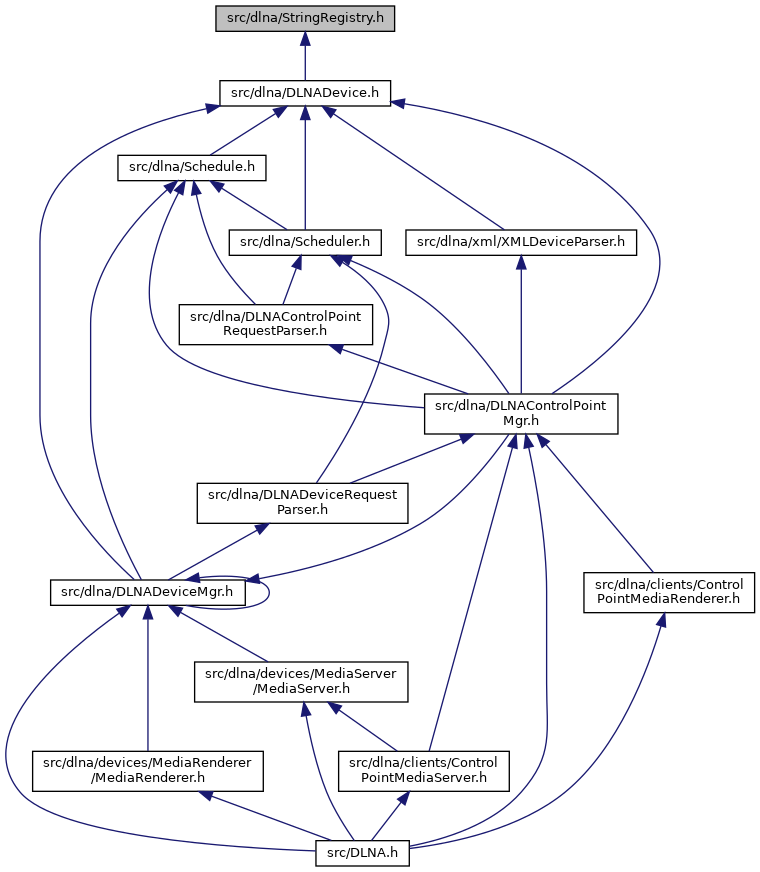 src/dlna/StringRegistry.h
src/dlna/DLNADevice.h
src/dlna/Schedule.h
src/dlna/Scheduler.h
src/dlna/xml/XMLDeviceParser.h
src/dlna/DLNAControlPoint
RequestParser.h
src/dlna/DLNAControlPoint
Mgr.h
src/dlna/DLNADeviceRequest
Parser.h
src/dlna/DLNADeviceMgr.h
src/dlna/clients/Control
PointMediaRenderer.h
src/dlna/devices/MediaServer
/MediaServer.h
src/dlna/devices/MediaRenderer
/MediaRenderer.h
src/dlna/clients/Control
PointMediaServer.h
src/DLNA.h